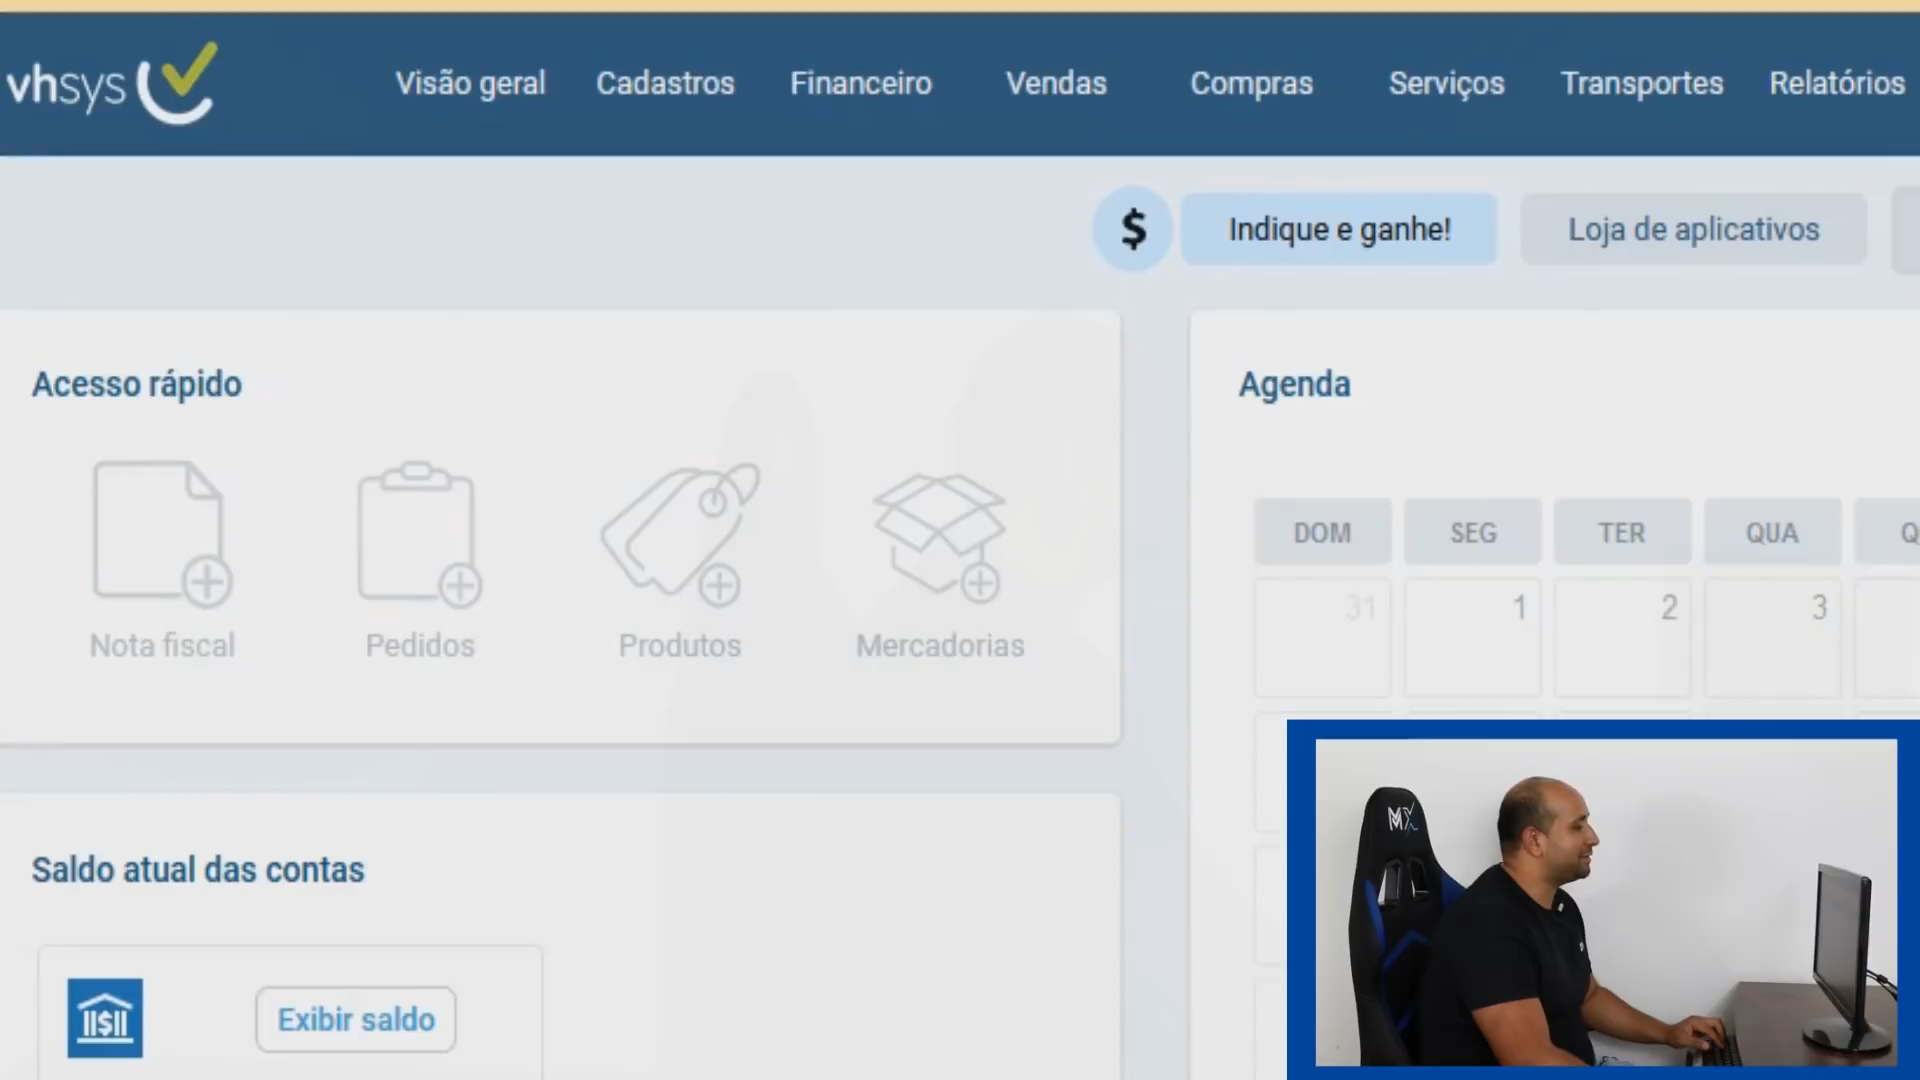 vhsys
Visão geral
Cadastros
Financeiro
Vendas
Compras
Serviços
Transportes
Relatórios
$
Indique e ganhe!
Loja de aplicativos
Acesso rápido
Nota fiscal
Pedidos
Produtos
Mercadorias
Agenda
DOM
SEG
TER
QUA
Q
31
1
2
3
Saldo atual das contas
$
Exibir saldo
MX